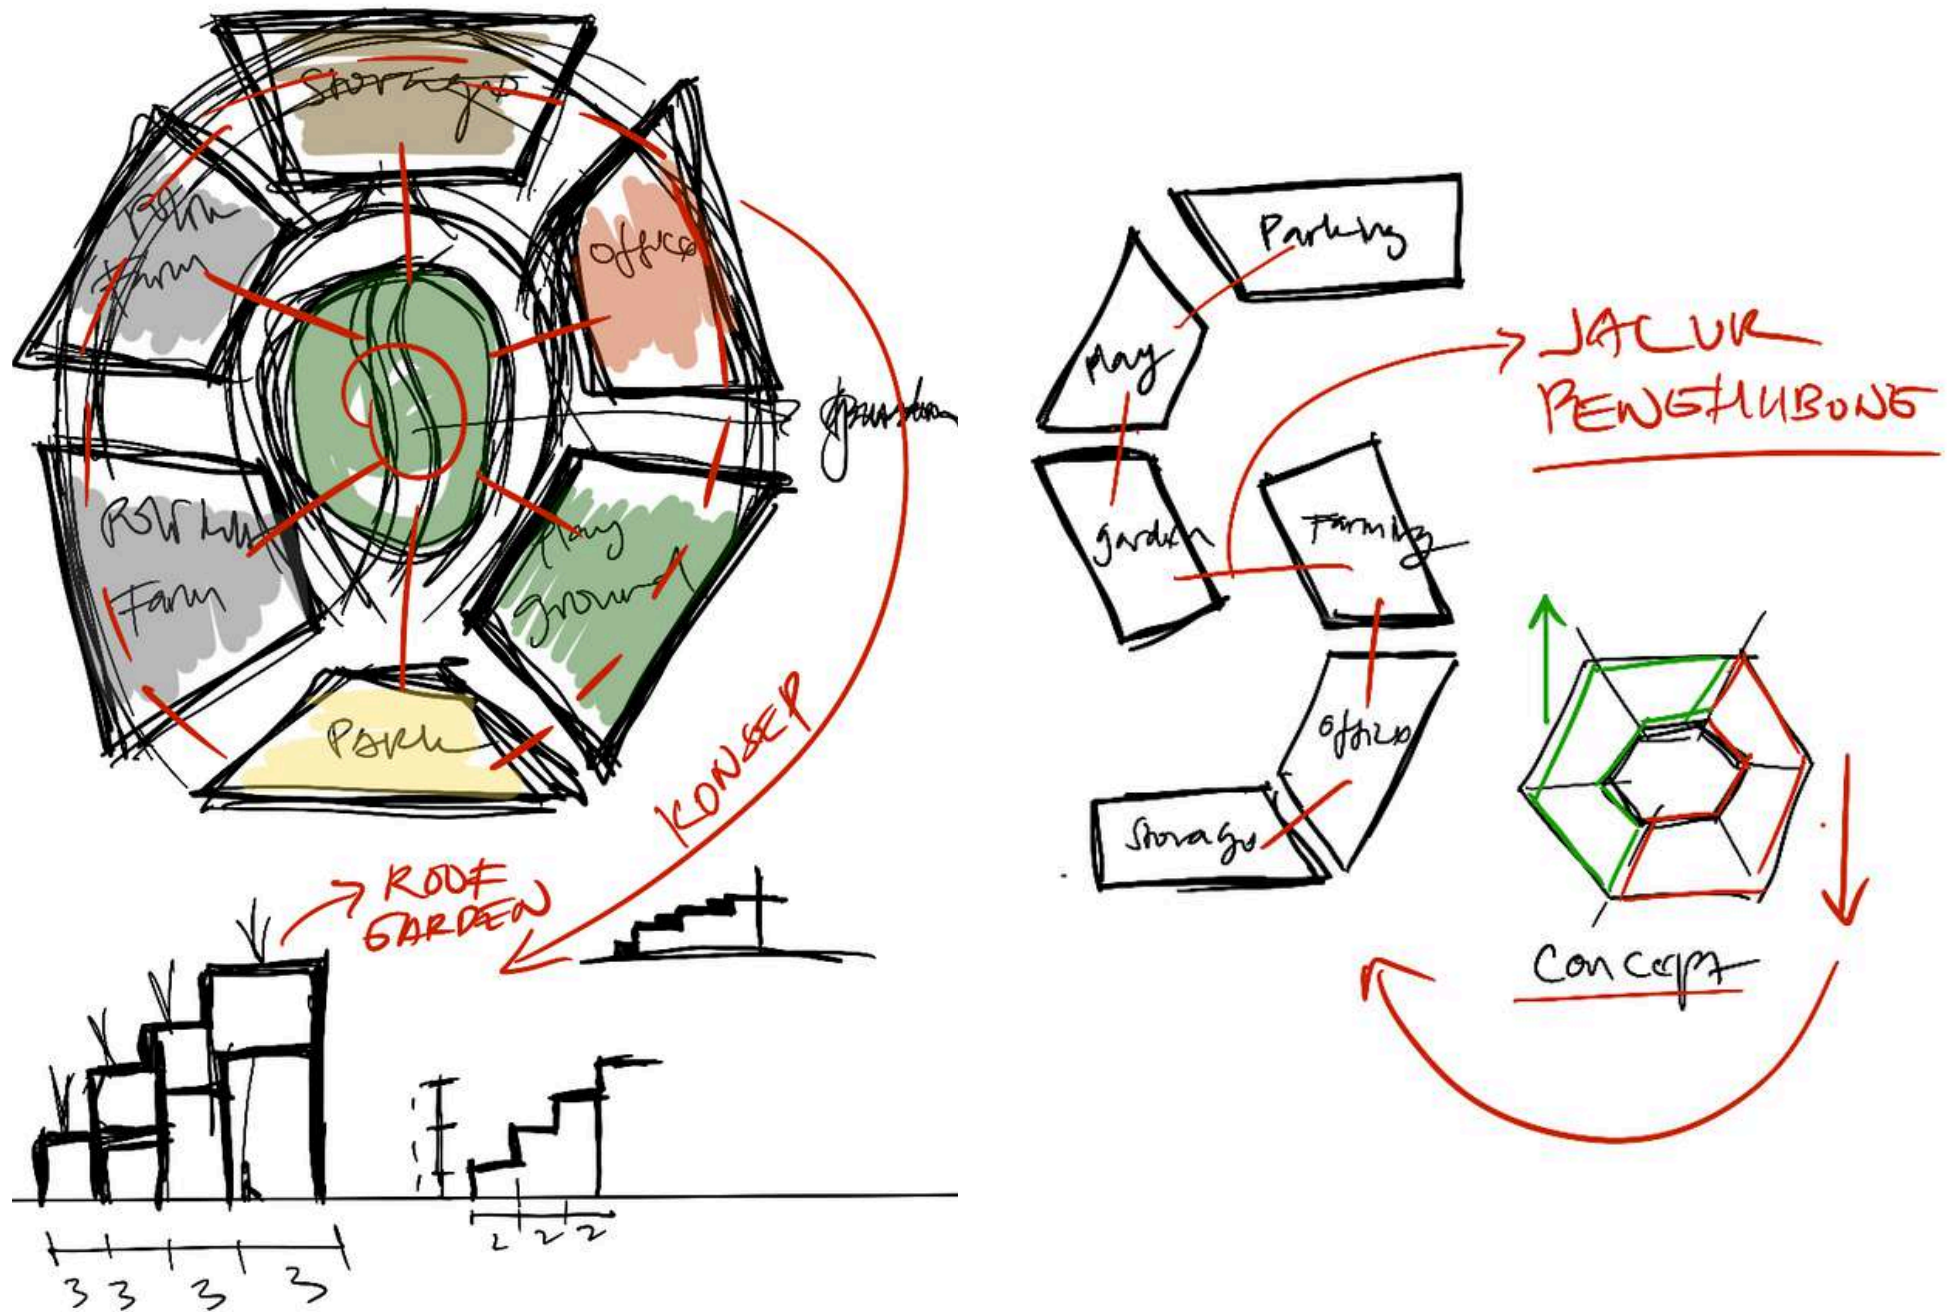 Storage
Farm
Office
Farm
Play
ground
PARK
KONSEP
ROOF
GARDEN
3 3 3 3
2 2 2
Parking
Play
garden
Farming
Office
Storage
JALUR
PENGHUBUNG
Concept